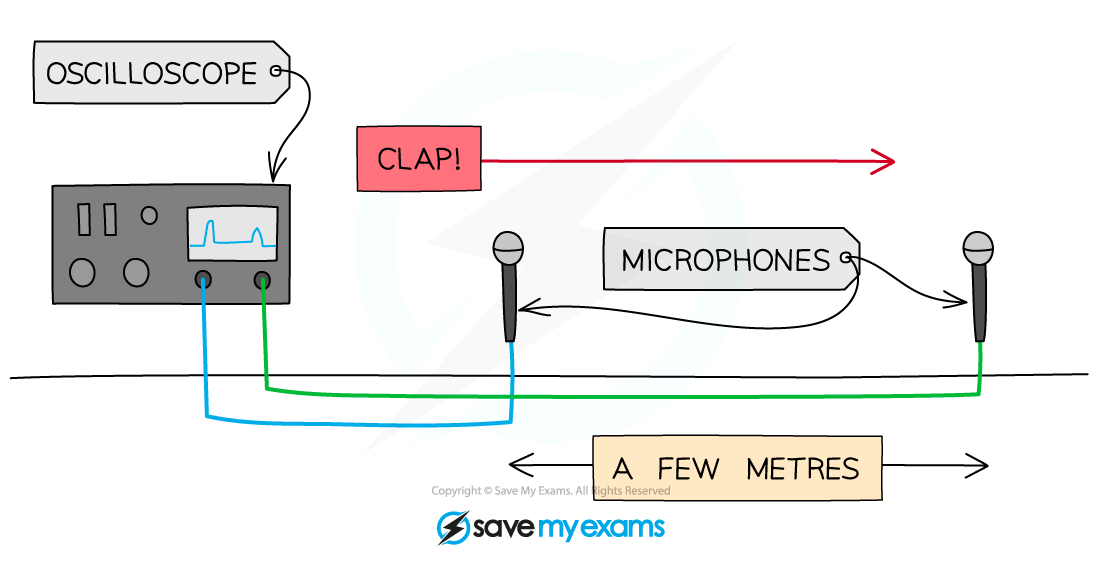 OSCILLOSCOPE
CLAP!
MICROPHONES
A FEW METRES
Copyright © Save My Exams. All Rights Reserved
save my exams